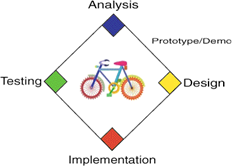 Analysis
Prototype/Demo
Testing
Design
Implementation